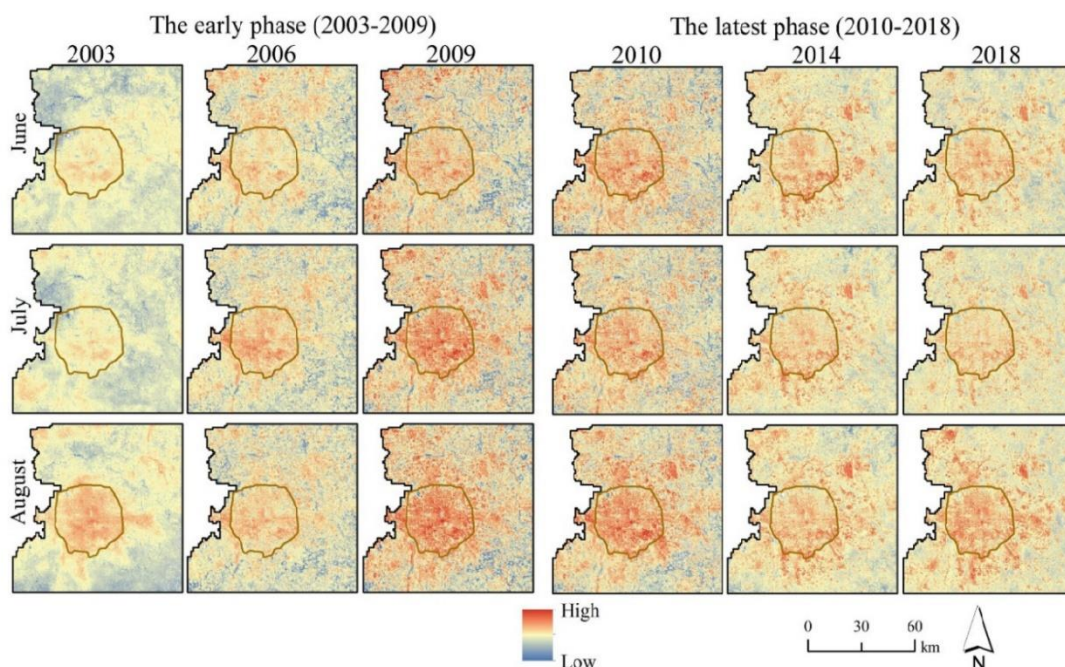 The early phase (2003-2009) The latest phase (2010-2018)
2003 2006 2009 2010 2014 2018
June
July
August
High
Low
0 30 60
km
N